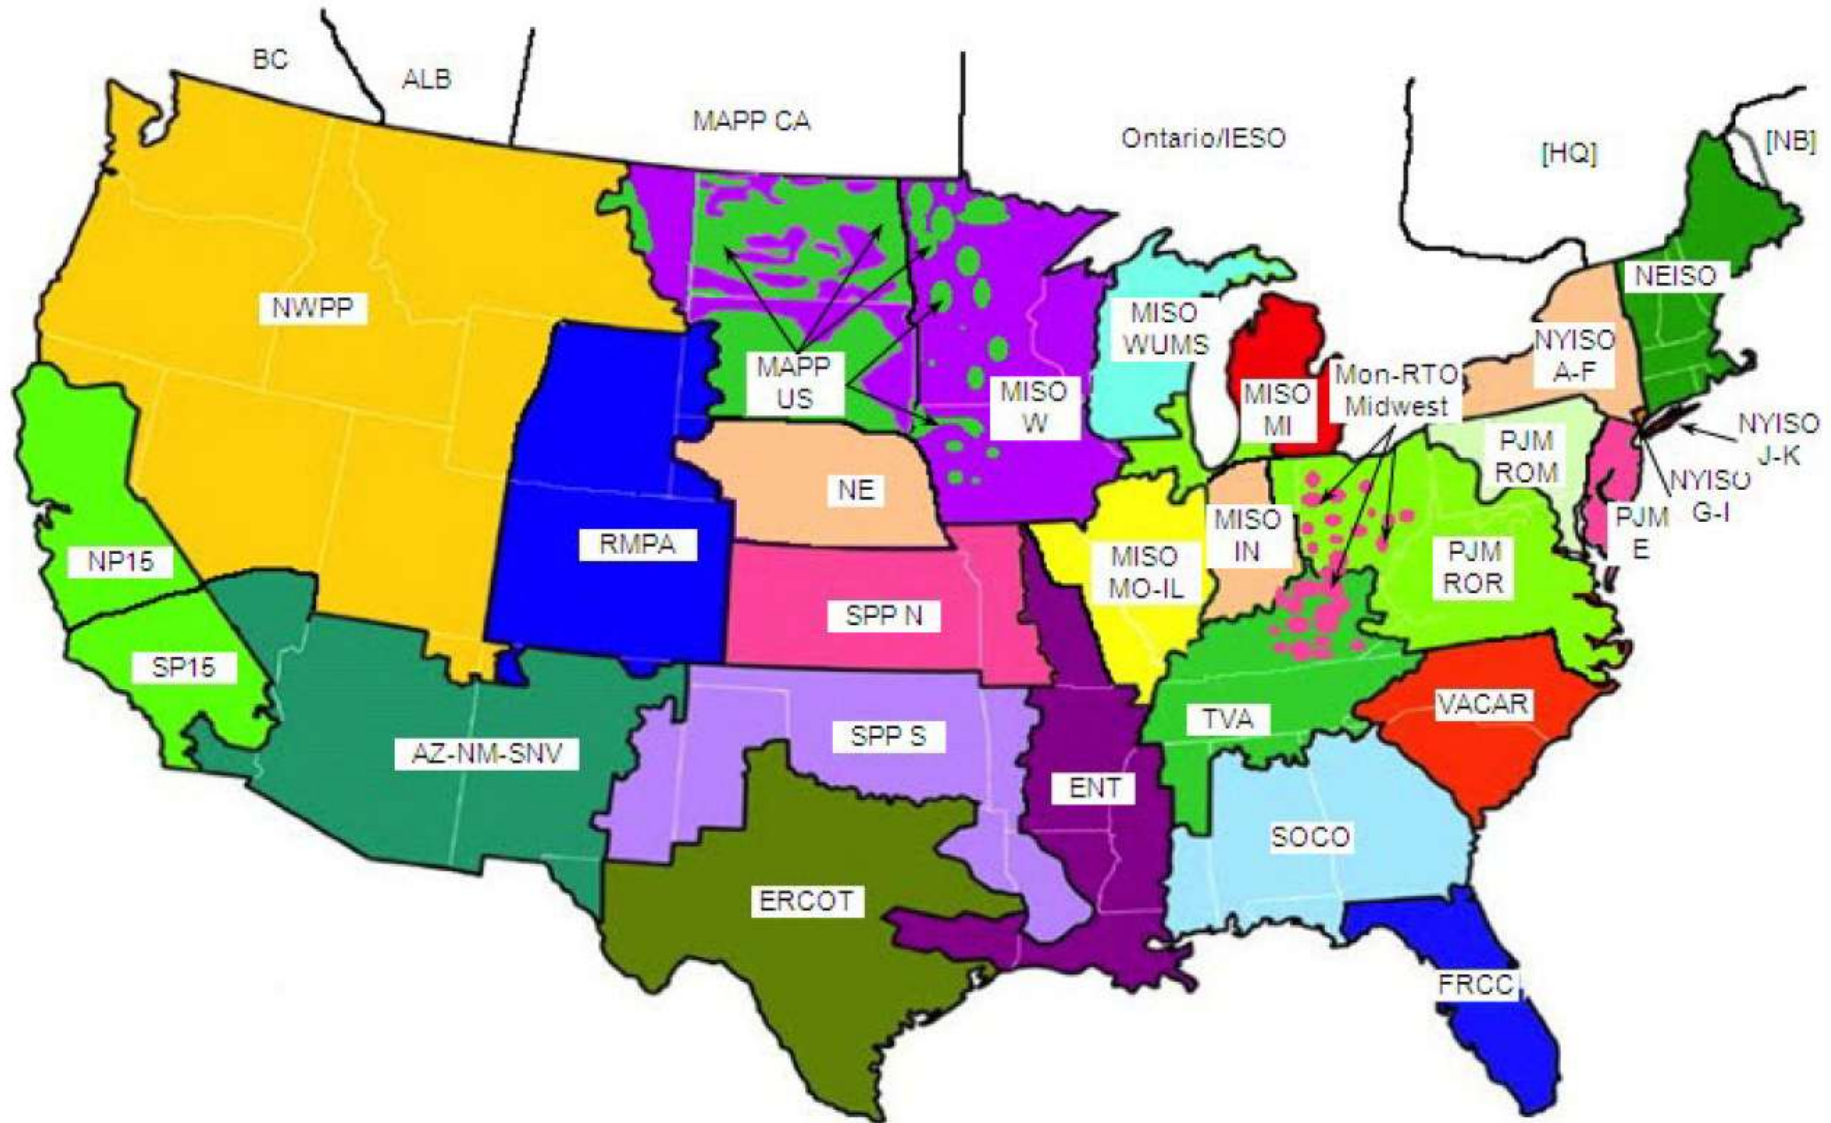 BC
ALB
MAPP CA
Ontario/IESO
[HQ]
[NB]
NWPP
MAPP
US
MISO
W
MISO
WUMS
MISO
MI
Mon-RTO
Midwest
NYISO
A-F
NEISO
NYISO
J-K
NYISO
G-I
PJM
ROM
PJM
E
PJM
ROR
NE
RMPA
MISO
MO-IL
MISO
IN
NP15
SP15
SPP N
SPP S
AZ-NM-SNV
TVA
VACAR
ENT
SOCO
ERCOT
FRCC